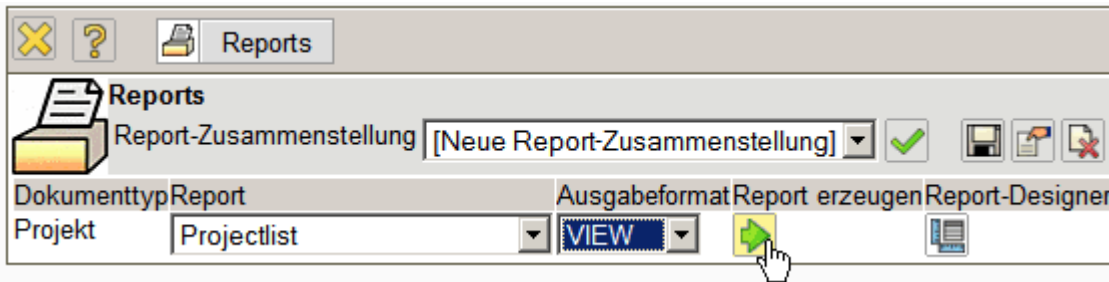 Reports
Reports
Report-Zusammenstellung [Neue Report-Zusammenstellung]
Dokumenttyp Report Ausgabeformat Report erzeugen Report-Designer
Projekt Projectlist VIEW